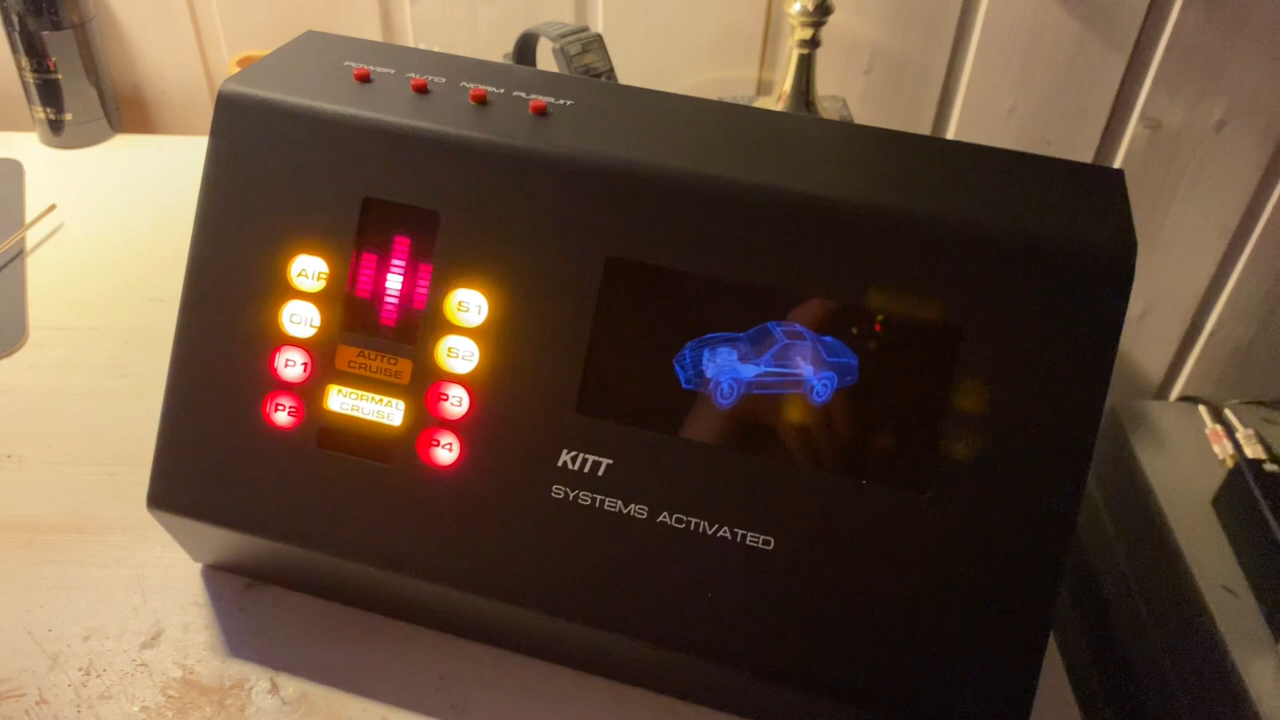 POWER AUTO NORM PURSUIT
AIR
OIL
P1
P2
AUTO
CRUISE
NORMAL
CRUISE
S1
S2
P3
P4
KITT
SYSTEMS ACTIVATED